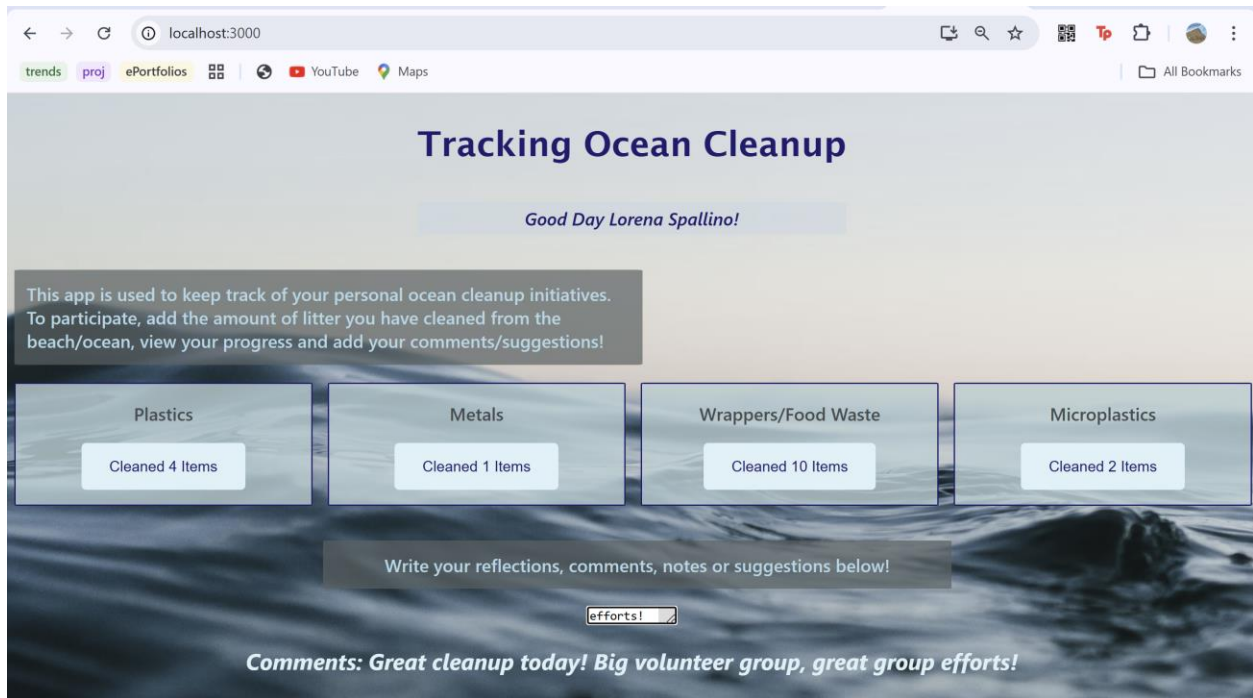 localhost:3000
Tp
trends proj ePortfolios YouTube Maps All Bookmarks
Tracking Ocean Cleanup
Good Day Lorena Spallino!
This app is used to keep track of your personal ocean cleanup initiatives.
To participate, add the amount of litter you have cleaned from the
beach/ocean, view your progress and add your comments/suggestions!
Plastics
Cleaned 4 Items
Metals
Cleaned 1 Items
Wrappers/Food Waste
Cleaned 10 Items
Microplastics
Cleaned 2 Items
Write your reflections, comments, notes or suggestions below!
efforts!
Comments: Great cleanup today! Big volunteer group, great group efforts!